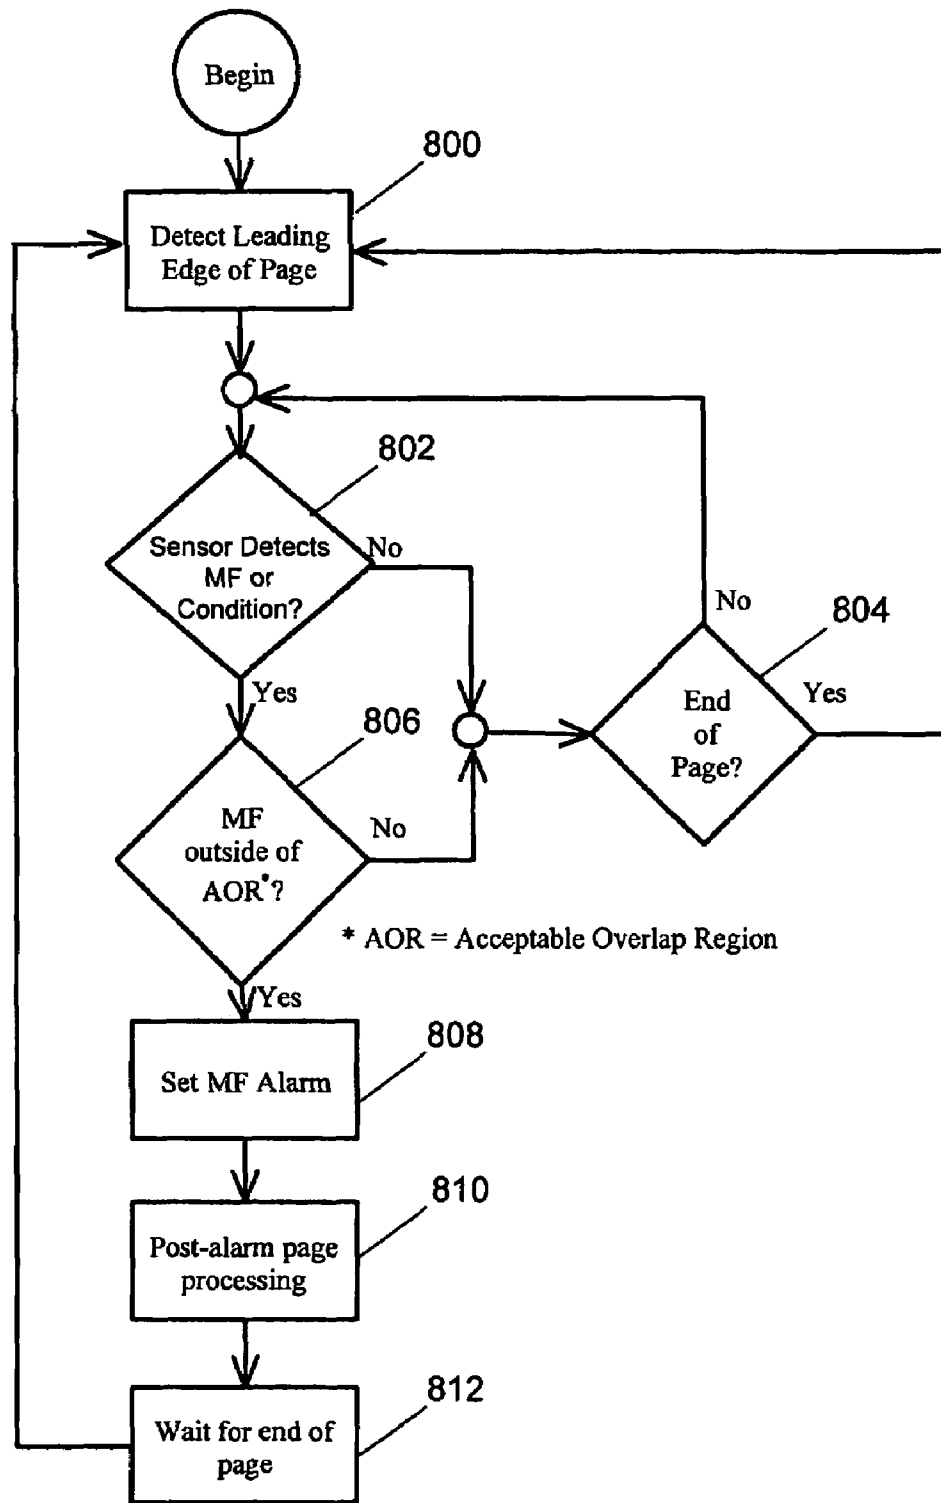 Begin
800
Detect Leading
Edge of Page
802
Sensor Detects
MF or
Condition?
No
Yes
No
804
End
of
Page?
Yes
806
MF
outside of
AOR*?
No
* AOR = Acceptable Overlap Region
Yes
808
Set MF Alarm
810
Post-alarm page
processing
812
Wait for end of
page